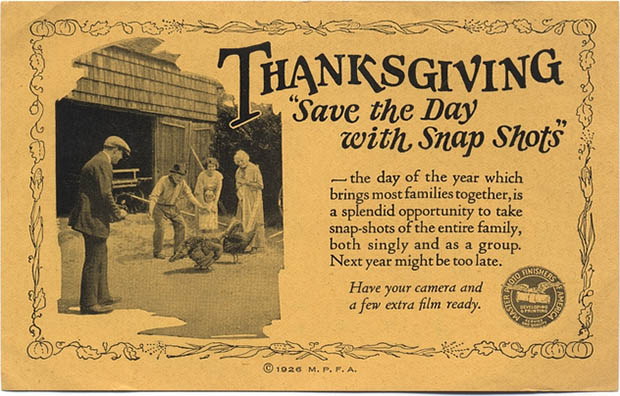 THANKSGIVING
"Save the Day
with Snap Shots"
— the day of the year which
brings most families together, is
a splendid opportunity to take
snap-shots of the entire family,
both singly and as a group.
Next year might be too late.
Have your camera and
a few extra film ready.
MASTER PHOTO FINISHERS OF AMERICA
DEVELOPING
& PRINTING
© 1926 M. P. F. A.